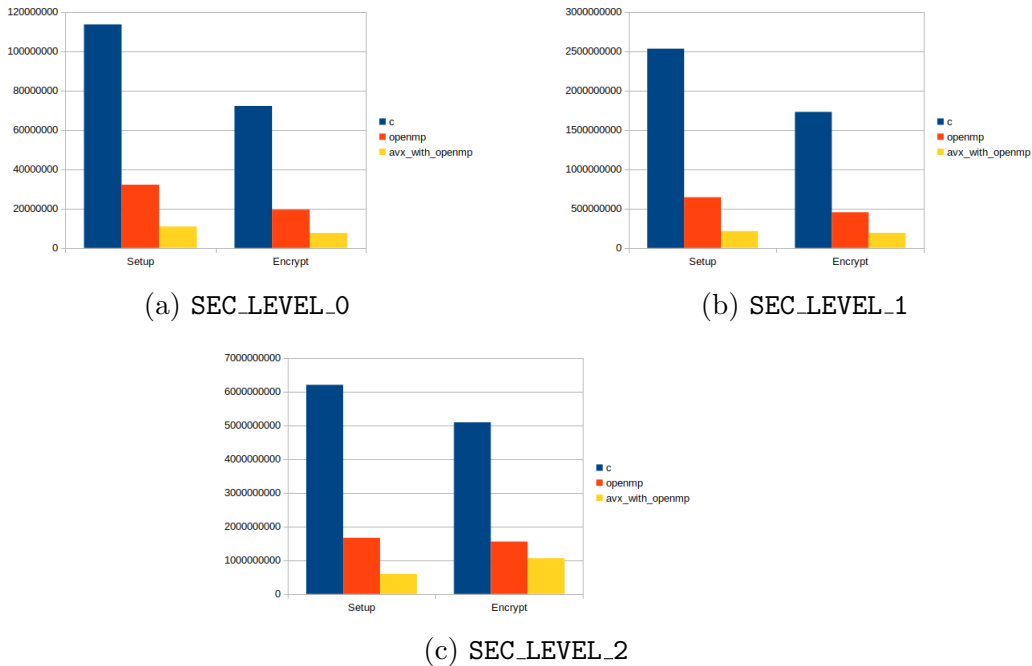 120000000
100000000
80000000
60000000
40000000
20000000
0
Setup Encrypt
c
openmp
avx_with_openmp
(a) SEC_LEVEL_0
3000000000
2500000000
2000000000
1500000000
1000000000
500000000
0
Setup Encrypt
c
openmp
avx_with_openmp
(b) SEC_LEVEL_1
7000000000
6000000000
5000000000
4000000000
3000000000
2000000000
1000000000
0
Setup Encrypt
c
openmp
avx_with_openmp
(c) SEC_LEVEL_2